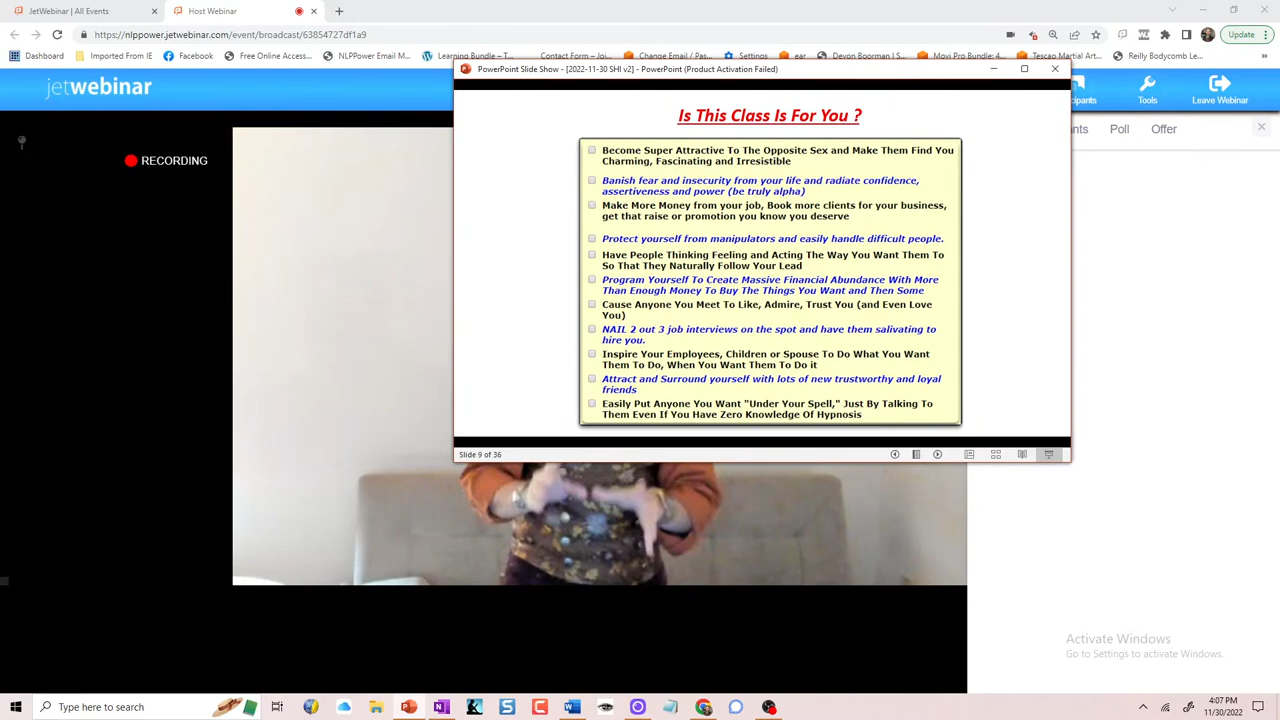 JetWebinar | All Events
Host Webinar
https://nlppower.jetwebinar.com/event/broadcast/63854727df1a9
Update
Dashboard
Imported From IE
Facebook
Free Online Access...
NLPPower Email M...
Learning Bundle – T...
Contact Form – Joi...
Change Email / Pas...
Settings
ear
Devon Boorman | S...
Movi Pro Bundle: 4...
Tescao Martial Art...
Reilly Bodycomb Le...
jetwebinar
cipants
Tools
Leave Webinar
nts
Poll
Offer
RECORDING
PowerPoint Slide Show - [2022-11-30 SHI v2] - PowerPoint (Product Activation Failed)
Is This Class Is For You ?
Become Super Attractive To The Opposite Sex and Make Them Find You
Charming, Fascinating and Irresistible
Banish fear and insecurity from your life and radiate confidence,
assertiveness and power (be truly alpha)
Make More Money from your job, Book more clients for your business,
get that raise or promotion you know you deserve
Protect yourself from manipulators and easily handle difficult people.
Have People Thinking Feeling and Acting The Way You Want Them To
So That They Naturally Follow Your Lead
Program Yourself To Create Massive Financial Abundance With More
Than Enough Money To Buy The Things You Want and Then Some
Cause Anyone You Meet To Like, Admire, Trust You (and Even Love
You)
NAIL 2 out 3 job interviews on the spot and have them salivating to
hire you.
Inspire Your Employees, Children or Spouse To Do What You Want
Them To Do, When You Want Them To Do it
Attract and Surround yourself with lots of new trustworthy and loyal
friends
Easily Put Anyone You Want "Under Your Spell," Just By Talking To
Them Even If You Have Zero Knowledge Of Hypnosis
Slide 9 of 36
Activate Windows
Go to Settings to activate Windows.
Type here to search
4:07 PM
11/30/2022